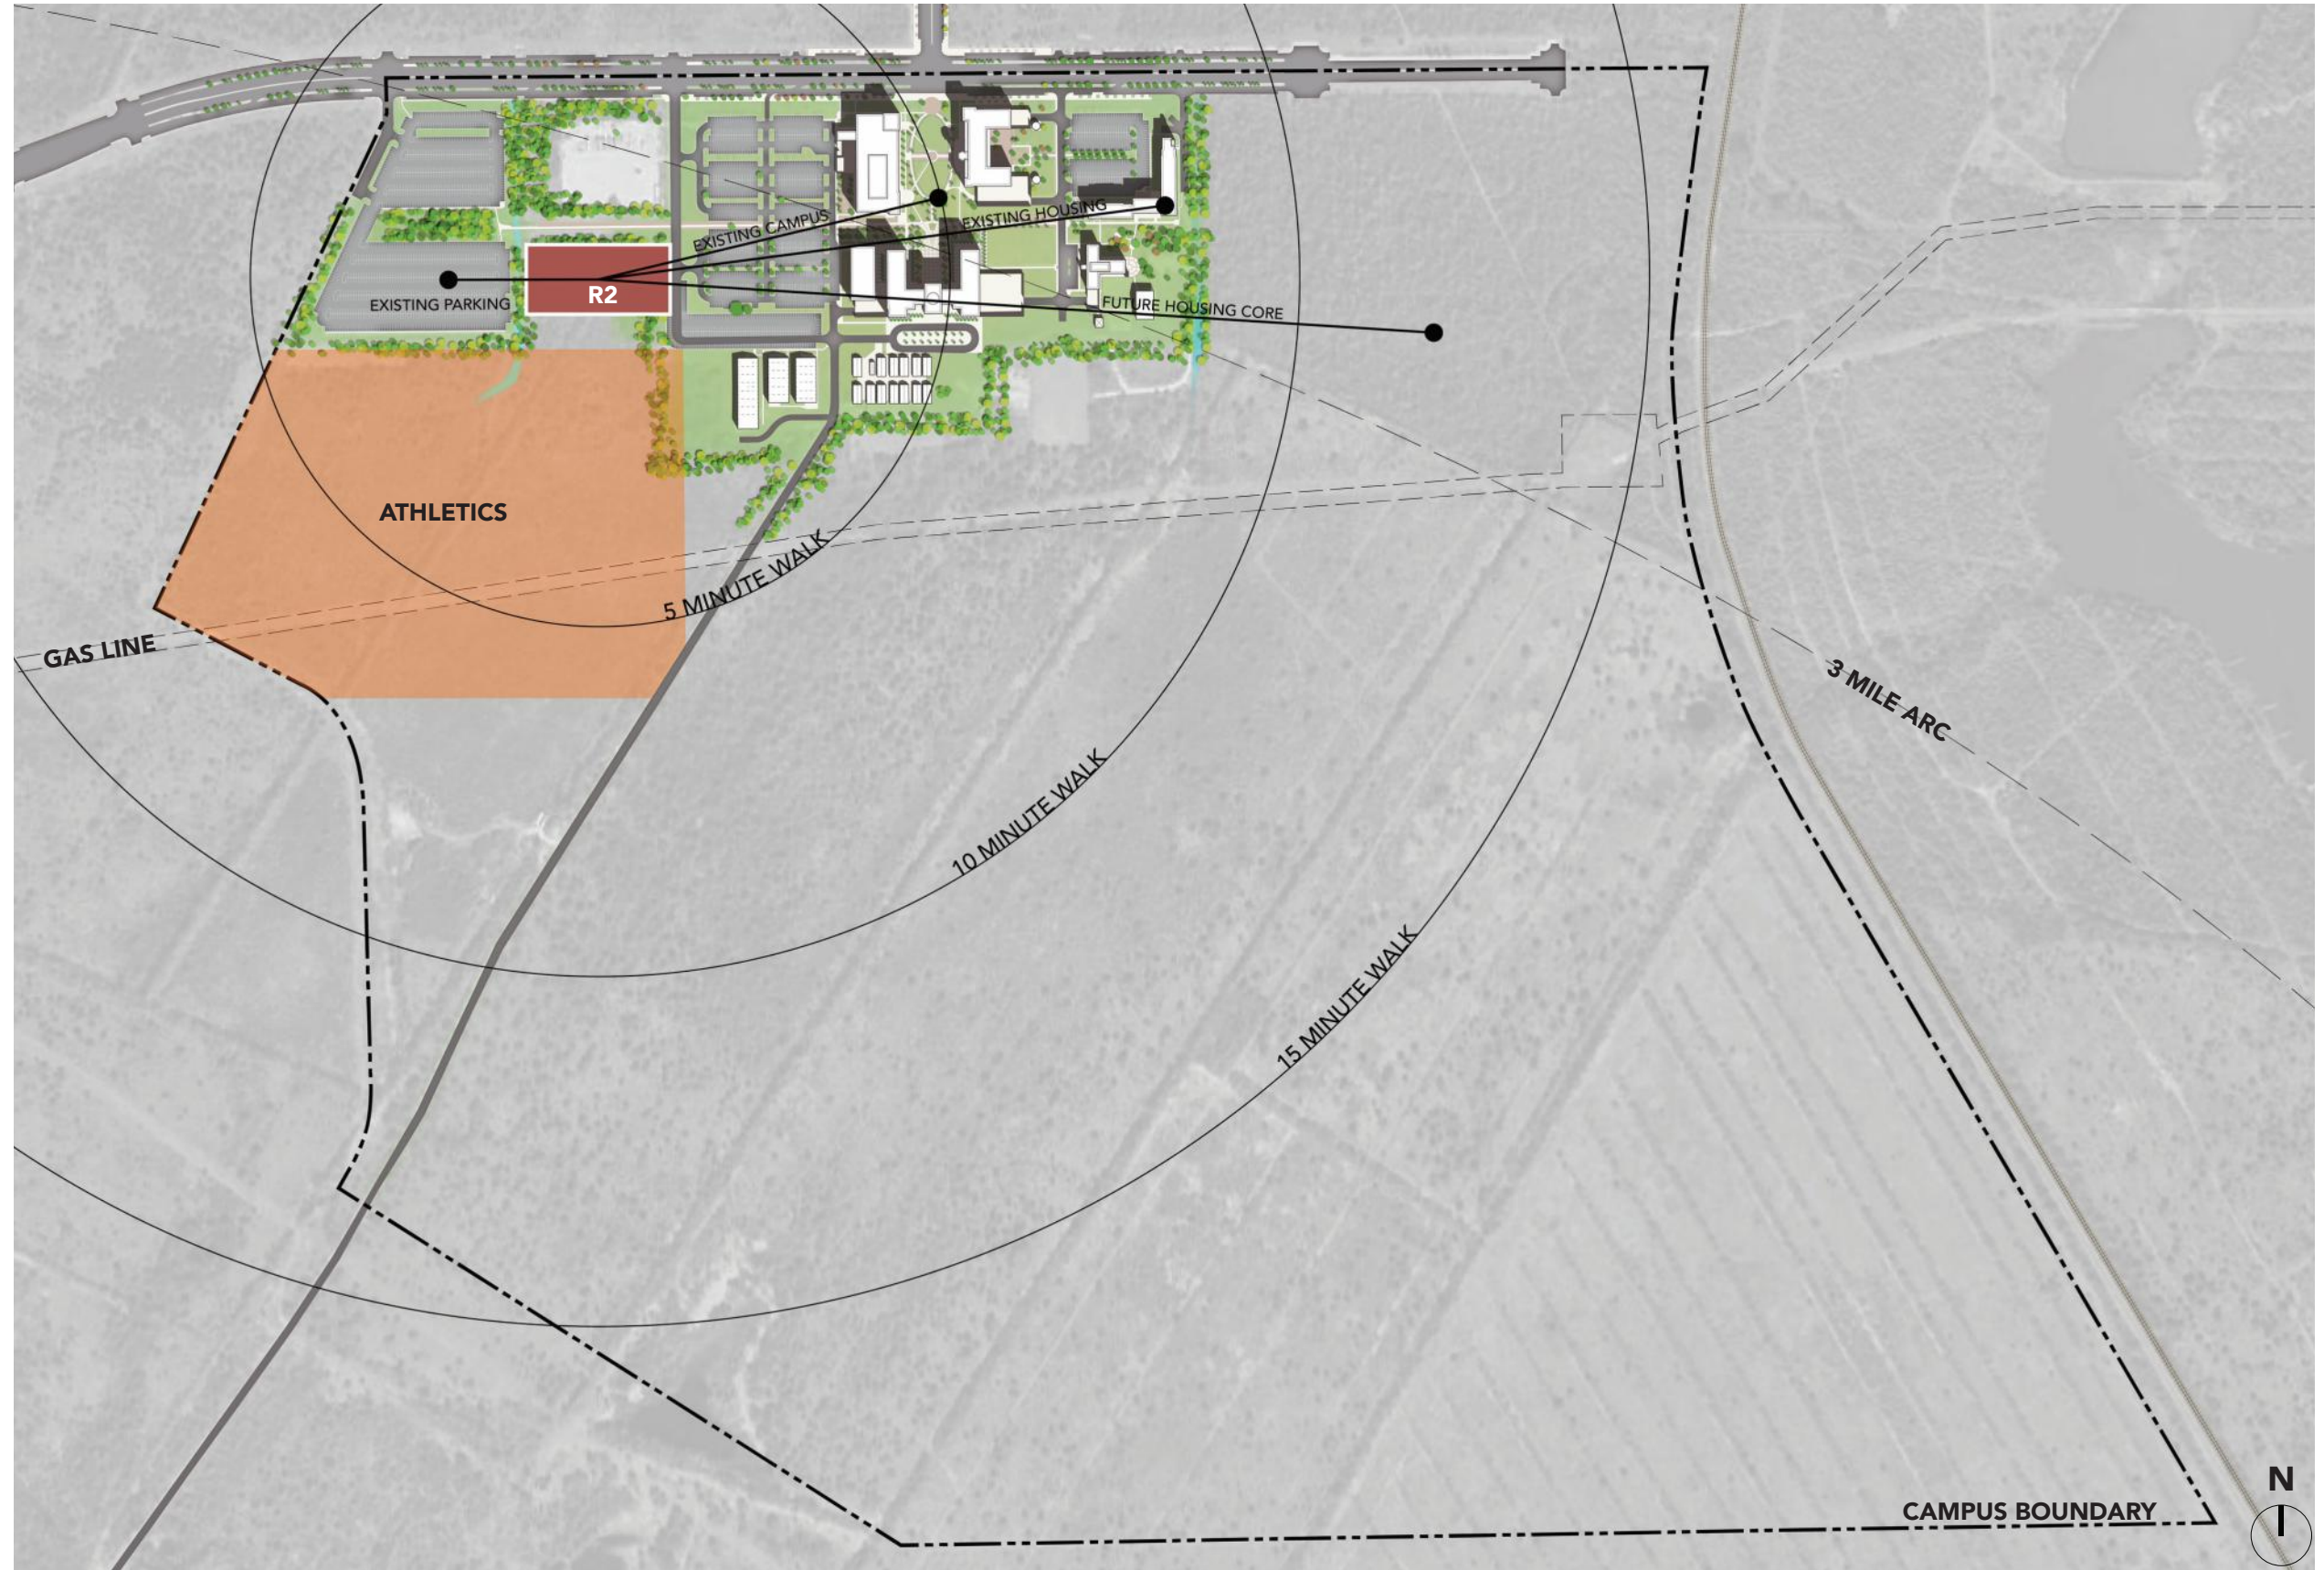 EXISTING CAMPUS
EXISTING HOUSING
EXISTING PARKING
R2
FUTURE HOUSING CORE
ATHLETICS
5 MINUTE WALK
GAS LINE
3 MILE ARC
10 MINUTE WALK
15 MINUTE WALK
N
CAMPUS BOUNDARY